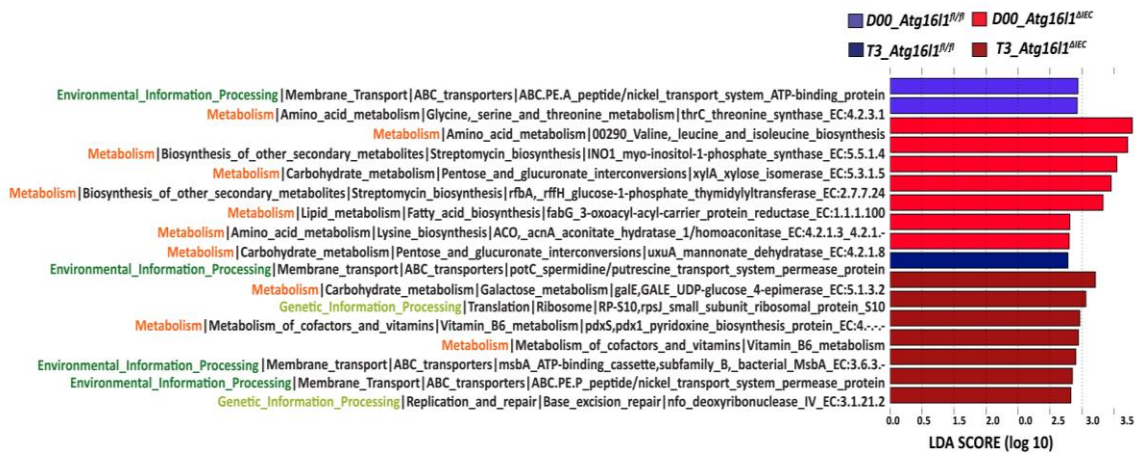 D00_Atg16l1fl/fl D00_Atg16l1ΔIEC
T3_Atg16l1fl/fl T3_Atg16l1ΔIEC
Environmental_Information_Processing|Membrane_Transport|ABC_transporters|ABC.PE.A_peptide/nickel_transport_system_ATP-binding_protein
Metabolism|Amino_acid_metabolism|Glycine,_serine_and_threonine_metabolism|thrC_threonine_synthase_EC:4.2.3.1
Metabolism|Amino_acid_metabolism|00290_Valine,_leucine_and_isoleucine_biosynthesis
Metabolism|Biosynthesis_of_other_secondary_metabolites|Streptomycin_biosynthesis|INO1_myo-inositol-1-phosphate_synthase_EC:5.5.1.4
Metabolism|Carbohydrate_metabolism|Pentose_and_glucuronate_interconversions|xylA_xylose_isomerase_EC:5.3.1.5
Metabolism|Biosynthesis_of_other_secondary_metabolites|Streptomycin_biosynthesis|rfbA,_rffH_glucose-1-phosphate_thymidylyltransferase_EC:2.7.7.24
Metabolism|Lipid_metabolism|Fatty_acid_biosynthesis|fabG_3-oxoacyl-acyl-carrier_protein_reductase_EC:1.1.1.100
Metabolism|Amino_acid_metabolism|Lysine_biosynthesis|ACO,_acnA_aconitate_hydratase_1/homoaconitase_EC:4.2.1.3_4.2.1.-
Metabolism|Carbohydrate_metabolism|Pentose_and_glucuronate_interconversions|uxuA_mannonate_dehydratase_EC:4.2.1.8
Environmental_Information_Processing|Membrane_transport|ABC_transporters|potC_spermidine/putrescine_transport_system_permease_protein
Metabolism|Carbohydrate_metabolism|Galactose_metabolism|galE,GALE_UDP-glucose_4-epimerase_EC:5.1.3.2
Genetic_Information_Processing|Translation|Ribosome|RP-S10,rpsJ_small_subunit_ribosomal_protein_S10
Metabolism|Metabolism_of_cofactors_and_vitamins|Vitamin_B6_metabolism|pdxS,pdx1_pyridoxine_biosynthesis_protein_EC:4.-.-.-
Metabolism|Metabolism_of_cofactors_and_vitamins|Vitamin_B6_metabolism
Environmental_Information_Processing|Membrane_transport|ABC_transporters|msbA_ATP-binding_cassette,subfamily_B,_bacterial_MsbA_EC:3.6.3.-
Environmental_Information_Processing|Membrane_Transport|ABC_transporters|ABC.PE.P_peptide/nickel_transport_system_permease_protein
Genetic_Information_Processing|Replication_and_repair|Base_excision_repair|nfo_deoxyribonuclease_IV_EC:3.1.21.2
0.0 0.5 1.5 2.0 0.0 2.5 3.0 3.5
LDA SCORE (log 10)